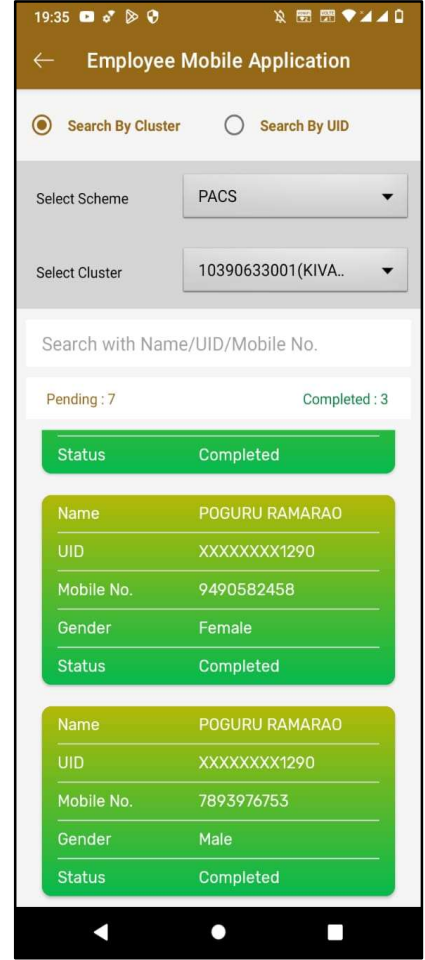 19:35
Employee Mobile Application
Search By Cluster Search By UID
Select Scheme PACS
Select Cluster 10390633001(KIVA..
Search with Name/UID/Mobile No.
Pending : 7 Completed : 3
Status Completed
Name POGURU RAMARAO
UID XXXXXXXX1290
Mobile No. 9490582458
Gender Female
Status Completed
Name POGURU RAMARAO
UID XXXXXXXX1290
Mobile No. 7893976753
Gender Male
Status Completed